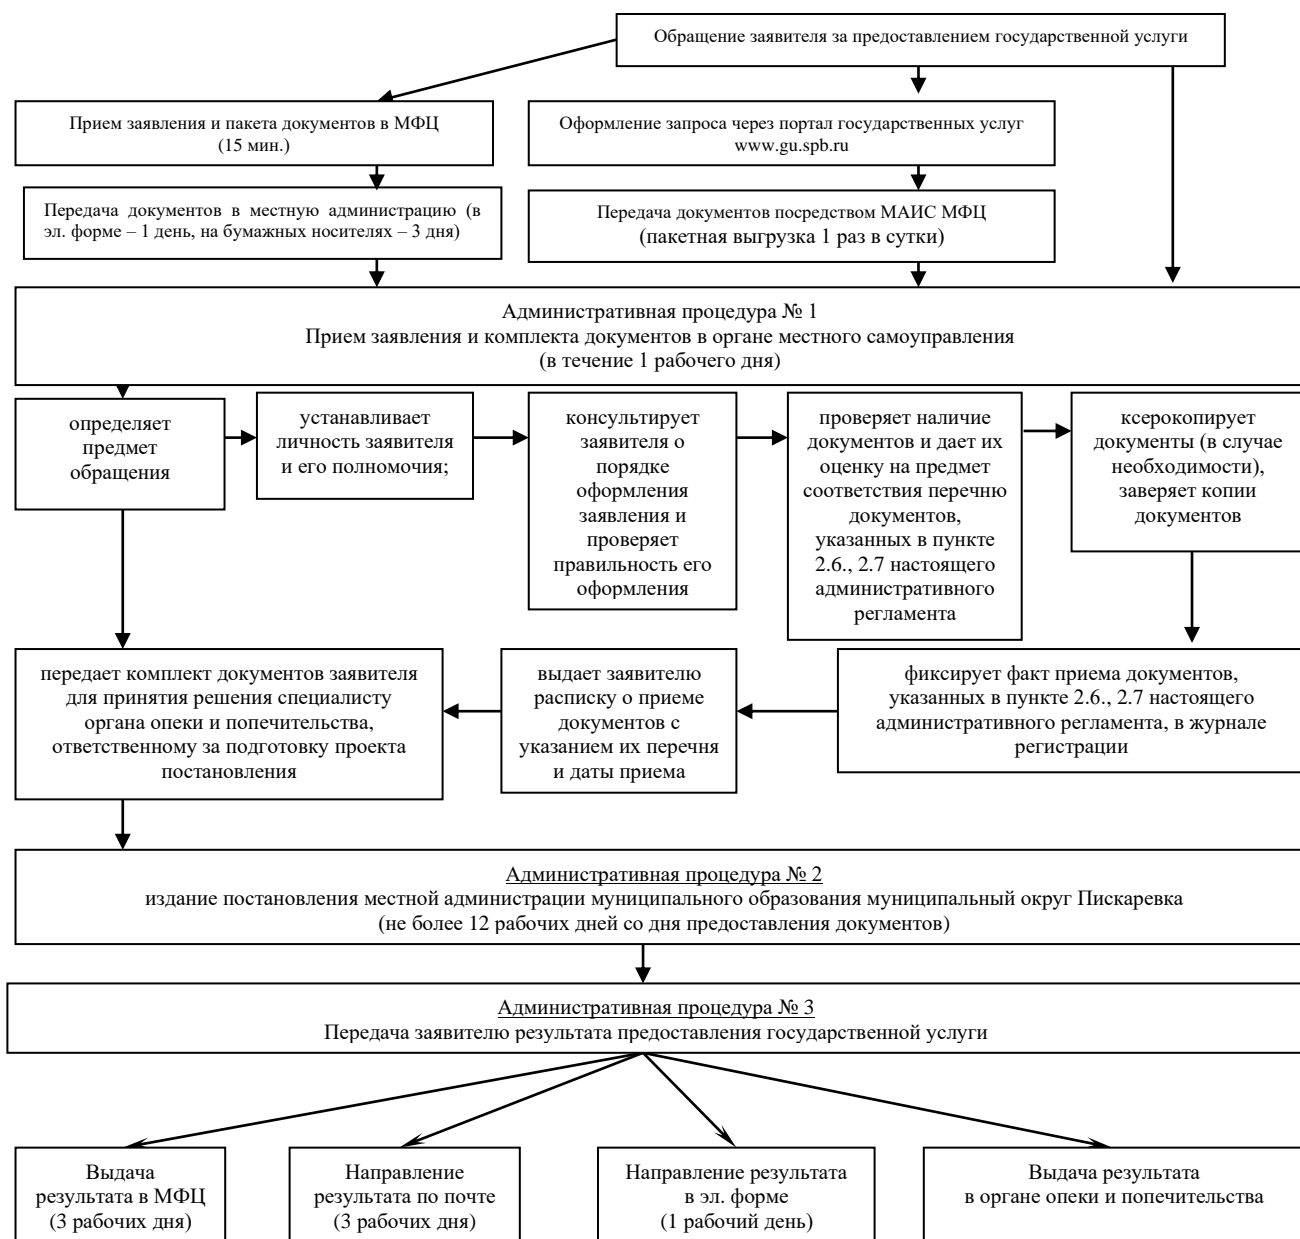 Обращение заявителя за предоставлением государственной услуги
Прием заявления и пакета документов в МФЦ
(15 мин.)
Оформление запроса через портал государственных услуг
www.gu.spb.ru
Передача документов в местную администрацию (в
эл. форме – 1 день, на бумажных носителях – 3 дня)
Передача документов посредством МАИС МФЦ
(пакетная выгрузка 1 раз в сутки)
Административная процедура № 1
Прием заявления и комплекта документов в органе местного самоуправления
(в течение 1 рабочего дня)
определяет
предмет
обращения
устанавливает
личность заявителя
и его полномочия;
консультирует
заявителя о
порядке
оформления
заявления и
проверяет
правильность его
оформления
проверяет наличие
документов и дает их
оценку на предмет
соответствия перечню
документов,
указанных в пункте
2.6., 2.7 настоящего
административного
регламента
ксерокопирует
документы (в случае
необходимости),
заверяет копии
документов
передает комплект документов заявителя
для принятия решения специалисту
органа опеки и попечительства,
ответственному за подготовку проекта
постановления
выдает заявителю
расписку о приеме
документов с
указанием их перечня
и даты приема
фиксирует факт приема документов,
указанных в пункте 2.6., 2.7 настоящего
административного регламента, в журнале
регистрации
Административная процедура № 2
издание постановления местной администрации муниципального образования муниципальный округ Пискаревка
(не более 12 рабочих дней со дня предоставления документов)
Административная процедура № 3
Передача заявителю результата предоставления государственной услуги
Выдача
результата в МФЦ
(3 рабочих дня)
Направление
результата по почте
(3 рабочих дня)
Направление результата
в эл. форме
(1 рабочий день)
Выдача результата
в органе опеки и попечительства